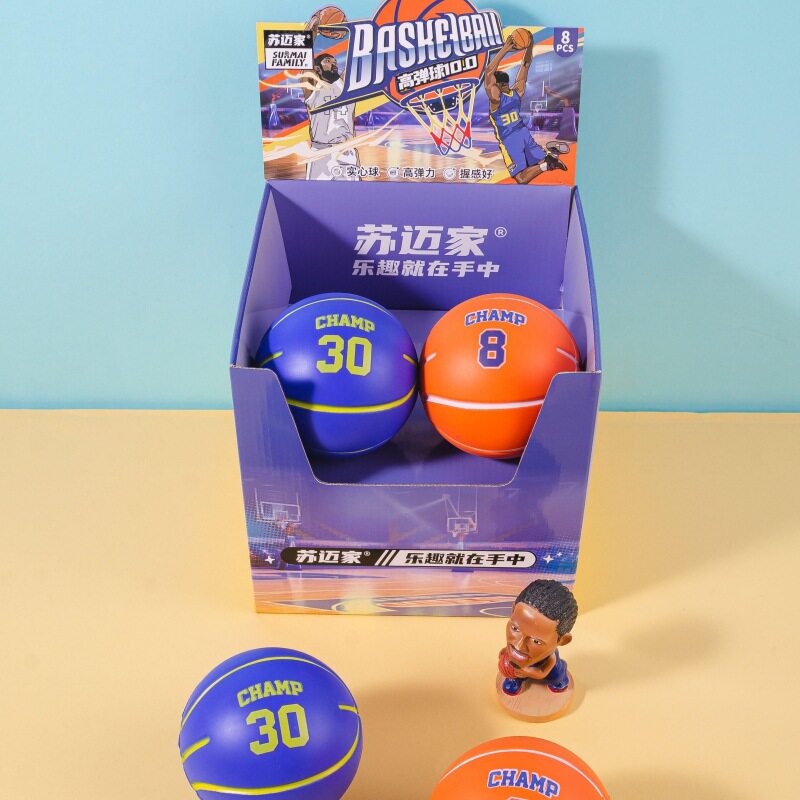 苏迈家
SUNMAI
FAMILY®
BASKETBALL
高弹球10.0
8
PCS
30
实心球 高弹力 握感好
苏迈家®
乐趣就在手中
CHAMP
30
CHAMP
8
苏迈家® // 乐趣就在手中
CHAMP
30
CHAMP